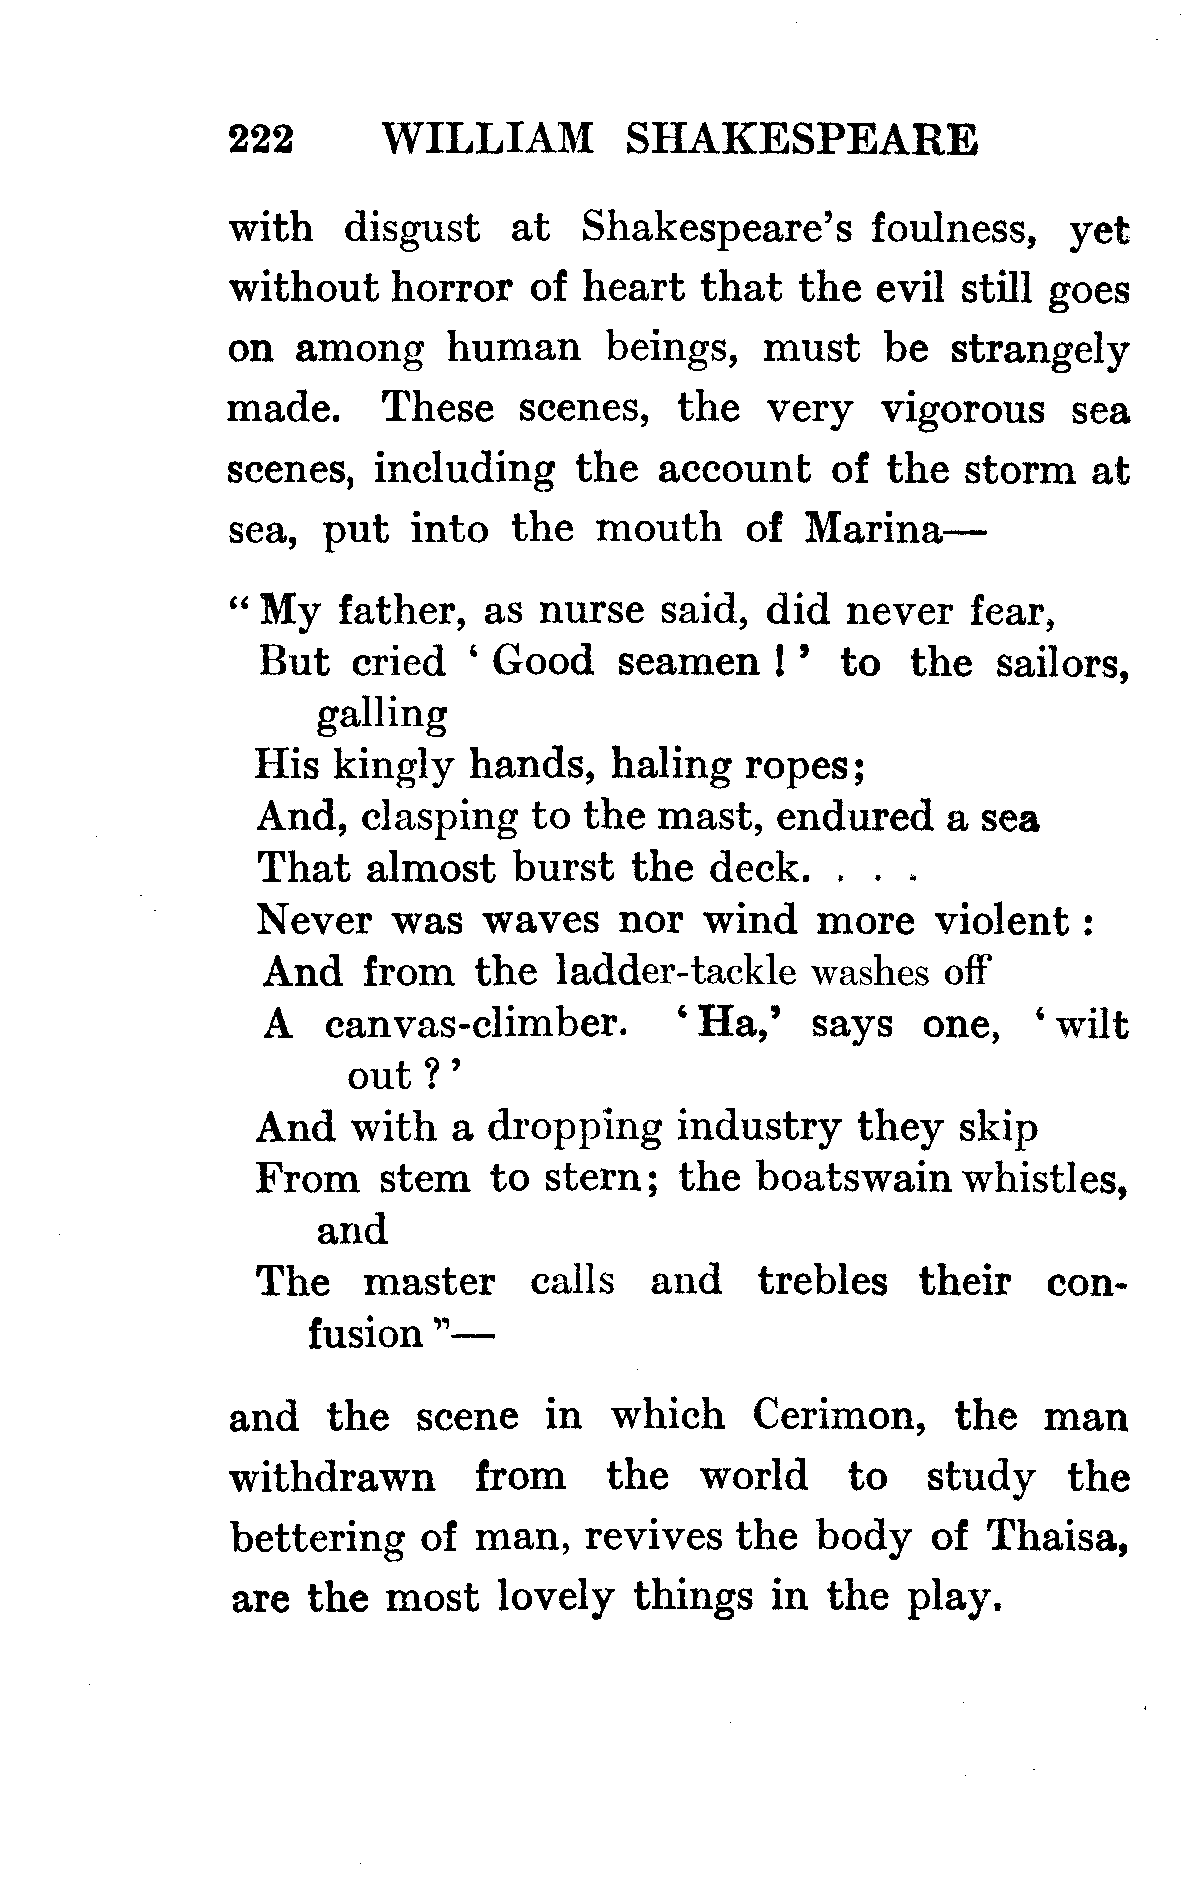 222 WILLIAM SHAKESPEARE
with disgust at Shakespeare's foulness, yet
without horror of heart that the evil still goes
on among human beings, must be strangely
made. These scenes, the very vigorous sea
scenes, including the account of the storm at
sea, put into the mouth of Marina—
“ My father, as nurse said, did never fear,
But cried ‘ Good seamen ! ’ to the sailors,
galling
His kingly hands, haling ropes;
And, clasping to the mast, endured a sea
That almost burst the deck. . . .
Never was waves nor wind more violent :
And from the ladder-tackle washes off
A canvas-climber. ‘ Ha,’ says one, ‘ wilt
out ? ’
And with a dropping industry they skip
From stem to stern; the boatswain whistles,
and
The master calls and trebles their con-
fusion ”—
and the scene in which Cerimon, the man
withdrawn from the world to study the
bettering of man, revives the body of Thaisa,
are the most lovely things in the play.